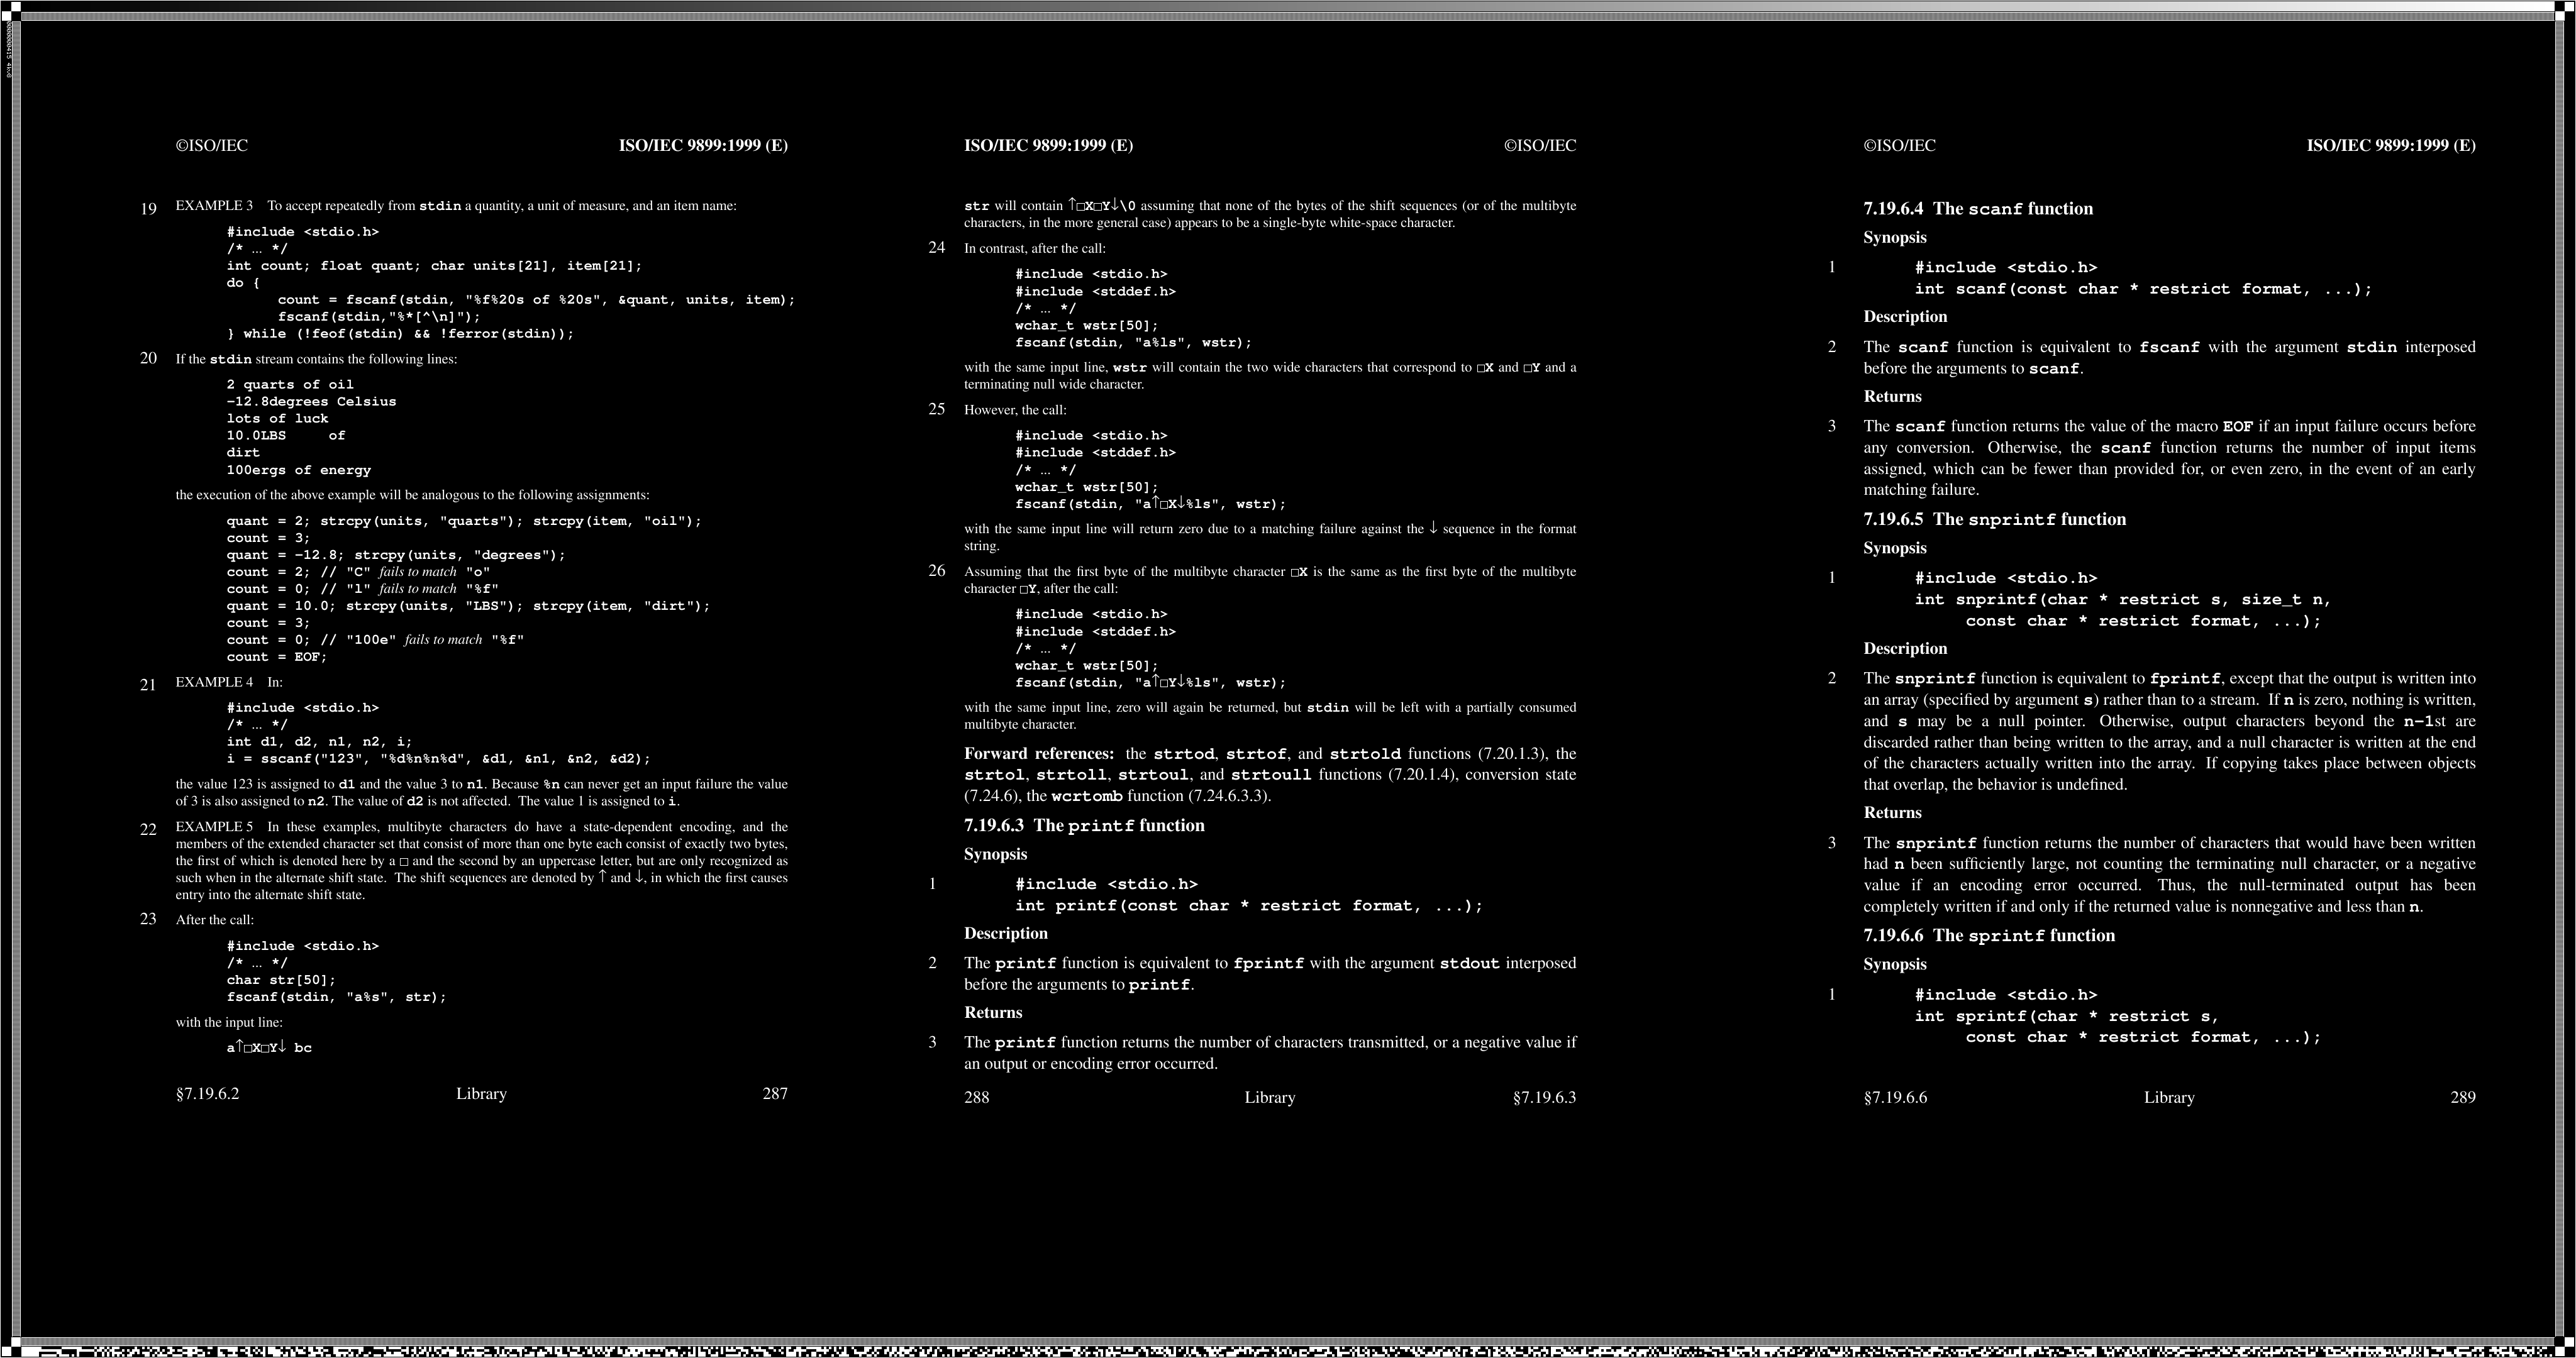 ©ISO/IEC ISO/IEC 9899:1999 (E)
19 EXAMPLE 3 To accept repeatedly from stdin a quantity, a unit of measure, and an item name:
#include <stdio.h>
/* ... */
int count; float quant; char units[21], item[21];
do {
count = fscanf(stdin, "%f%20s of %20s", &quant, units, item);
fscanf(stdin,"%*[^\n]");
} while (!feof(stdin) && !ferror(stdin));
20 If the stdin stream contains the following lines:
2 quarts of oil
-12.8degrees Celsius
lots of luck
10.0LBS     of
dirt
100ergs of energy
the execution of the above example will be analogous to the following assignments:
quant = 2; strcpy(units, "quarts"); strcpy(item, "oil");
count = 3;
quant = -12.8; strcpy(units, "degrees");
count = 2; // "C" fails to match "o"
count = 0; // "l" fails to match "%f"
quant = 10.0; strcpy(units, "LBS"); strcpy(item, "dirt");
count = 3;
count = 0; // "100e" fails to match "%f"
count = EOF;
21 EXAMPLE 4 In:
#include <stdio.h>
/* ... */
int d1, d2, n1, n2, i;
i = sscanf("123", "%d%n%n%d", &d1, &n1, &n2, &d2);
the value 123 is assigned to d1 and the value 3 to n1. Because %n can never get an input failure the value
of 3 is also assigned to n2. The value of d2 is not affected. The value 1 is assigned to i.
22 EXAMPLE 5 In these examples, multibyte characters do have a state-dependent encoding, and the
members of the extended character set that consist of more than one byte each consist of exactly two bytes,
the first of which is denoted here by a □ and the second by an uppercase letter, but are only recognized as
such when in the alternate shift state. The shift sequences are denoted by ↑ and ↓, in which the first causes
entry into the alternate shift state.
23 After the call:
#include <stdio.h>
/* ... */
char str[50];
fscanf(stdin, "a%s", str);
with the input line:
a↑□X□Y↓ bc
§7.19.6.2 Library 287
ISO/IEC 9899:1999 (E) ©ISO/IEC
str will contain ↑□X□Y↓\0 assuming that none of the bytes of the shift sequences (or of the multibyte
characters, in the more general case) appears to be a single-byte white-space character.
24 In contrast, after the call:
#include <stdio.h>
#include <stddef.h>
/* ... */
wchar_t wstr[50];
fscanf(stdin, "a%ls", wstr);
with the same input line, wstr will contain the two wide characters that correspond to □X and □Y and a
terminating null wide character.
25 However, the call:
#include <stdio.h>
#include <stddef.h>
/* ... */
wchar_t wstr[50];
fscanf(stdin, "a↑□X↓%ls", wstr);
with the same input line will return zero due to a matching failure against the ↓ sequence in the format
string.
26 Assuming that the first byte of the multibyte character □X is the same as the first byte of the multibyte
character □Y, after the call:
#include <stdio.h>
#include <stddef.h>
/* ... */
wchar_t wstr[50];
fscanf(stdin, "a↑□Y↓%ls", wstr);
with the same input line, zero will again be returned, but stdin will be left with a partially consumed
multibyte character.
Forward references: the strtod, strtof, and strtold functions (7.20.1.3), the
strtol, strtoll, strtoul, and strtoull functions (7.20.1.4), conversion state
(7.24.6), the wcrtomb function (7.24.6.3.3).
7.19.6.3 The printf function
Synopsis
1 #include <stdio.h>
int printf(const char * restrict format, ...);
Description
2 The printf function is equivalent to fprintf with the argument stdout interposed
before the arguments to printf.
Returns
3 The printf function returns the number of characters transmitted, or a negative value if
an output or encoding error occurred.
288 Library §7.19.6.3
©ISO/IEC ISO/IEC 9899:1999 (E)
7.19.6.4 The scanf function
Synopsis
1 #include <stdio.h>
int scanf(const char * restrict format, ...);
Description
2 The scanf function is equivalent to fscanf with the argument stdin interposed
before the arguments to scanf.
Returns
3 The scanf function returns the value of the macro EOF if an input failure occurs before
any conversion. Otherwise, the scanf function returns the number of input items
assigned, which can be fewer than provided for, or even zero, in the event of an early
matching failure.
7.19.6.5 The snprintf function
Synopsis
1 #include <stdio.h>
int snprintf(char * restrict s, size_t n,
const char * restrict format, ...);
Description
2 The snprintf function is equivalent to fprintf, except that the output is written into
an array (specified by argument s) rather than to a stream. If n is zero, nothing is written,
and s may be a null pointer. Otherwise, output characters beyond the n-1st are
discarded rather than being written to the array, and a null character is written at the end
of the characters actually written into the array. If copying takes place between objects
that overlap, the behavior is undefined.
Returns
3 The snprintf function returns the number of characters that would have been written
had n been sufficiently large, not counting the terminating null character, or a negative
value if an encoding error occurred. Thus, the null-terminated output has been
completely written if and only if the returned value is nonnegative and less than n.
7.19.6.6 The sprintf function
Synopsis
1 #include <stdio.h>
int sprintf(char * restrict s,
const char * restrict format, ...);
§7.19.6.6 Library 289